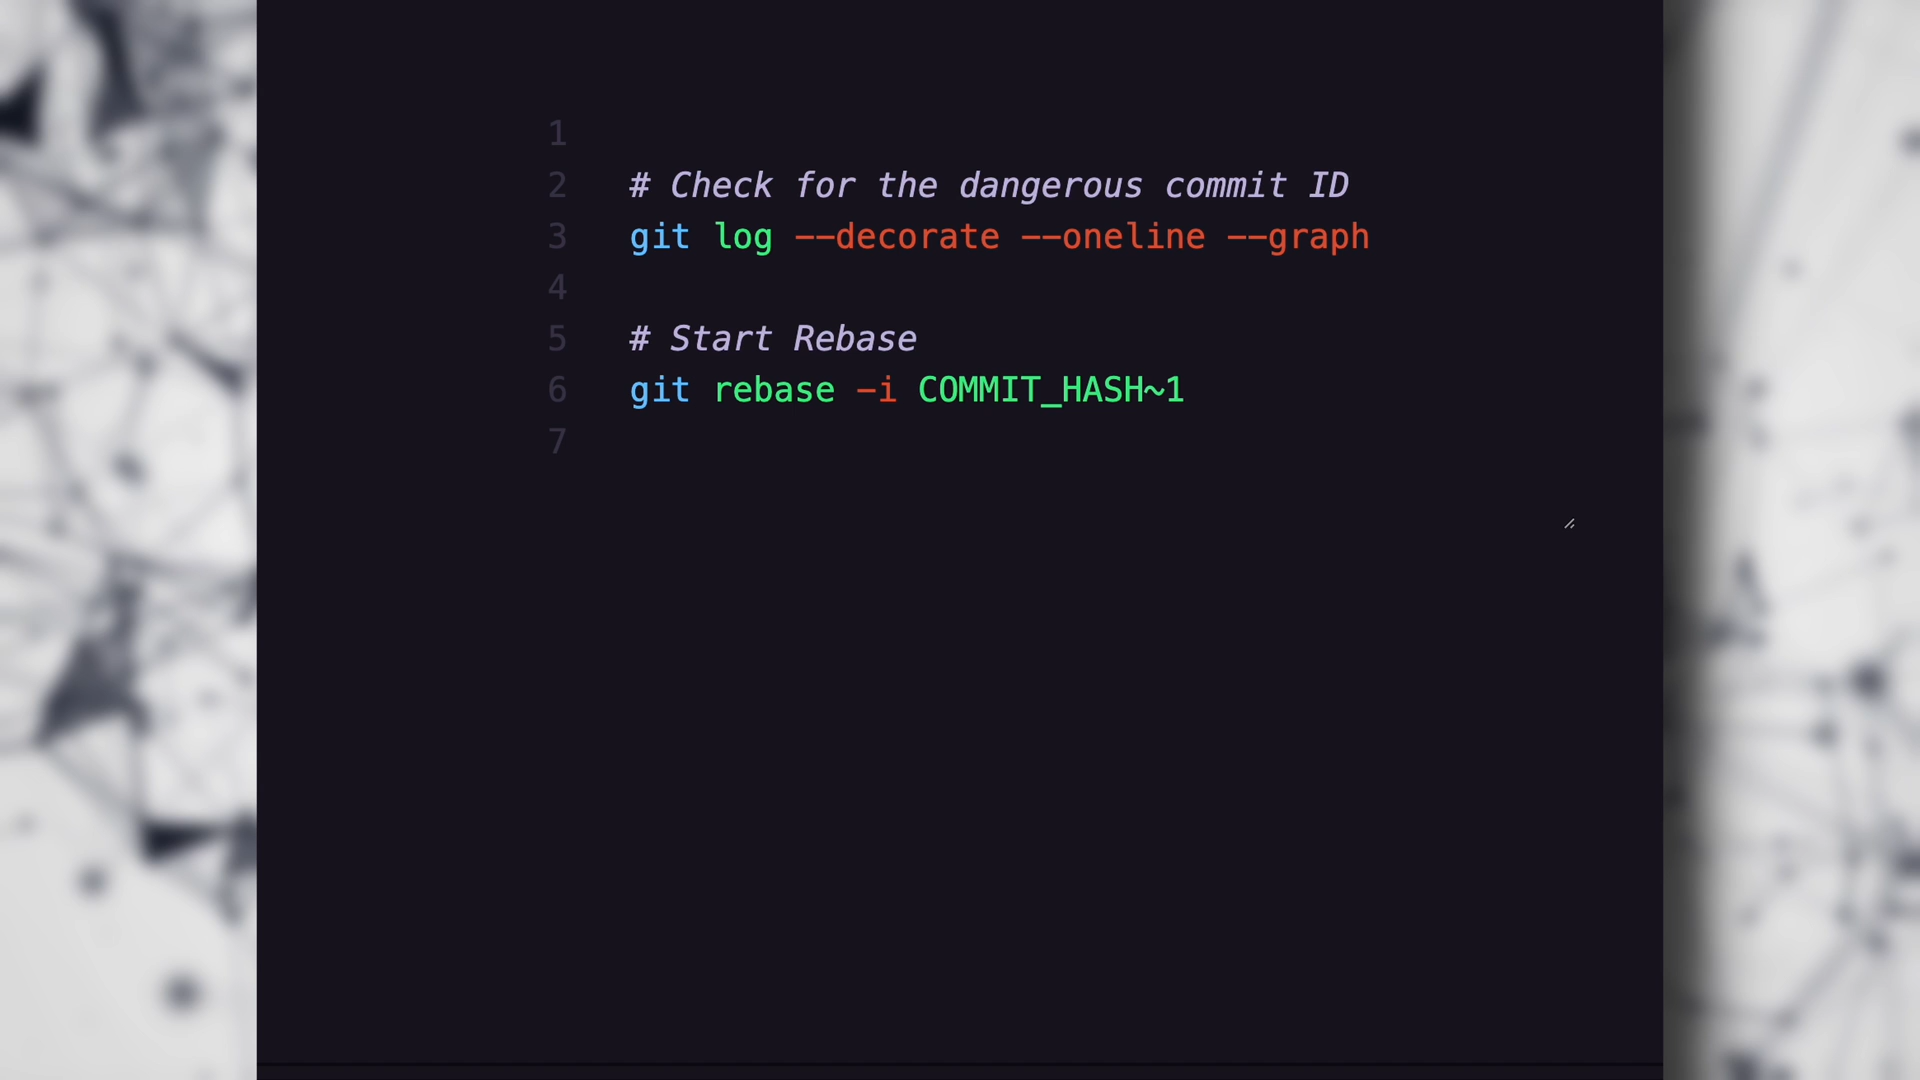 1
2 # Check for the dangerous commit ID
3 git log --decorate --oneline --graph
4
5 # Start Rebase
6 git rebase -i COMMIT_HASH~1
7